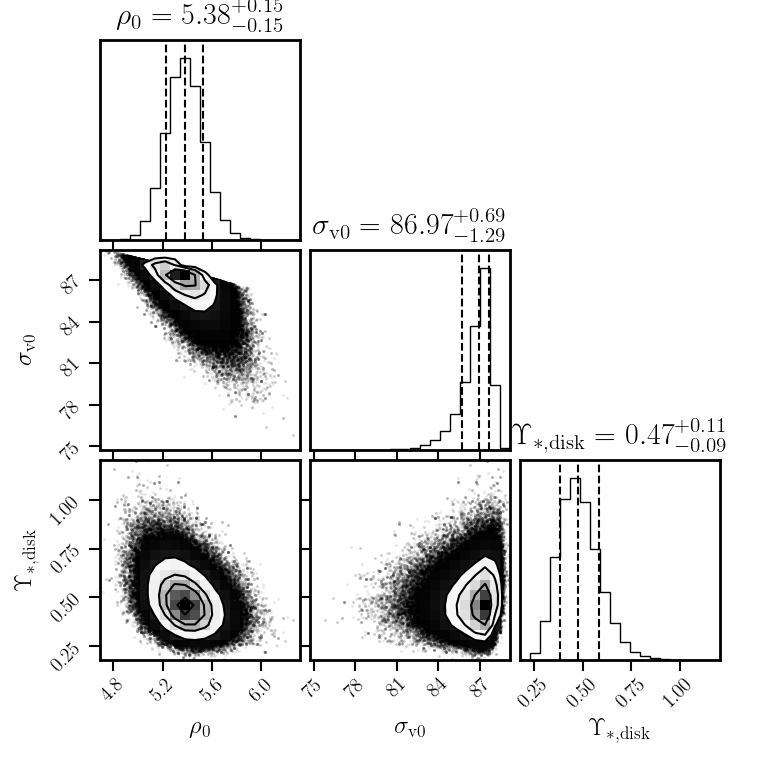 ρ₀ = 5.38⁺⁰·¹⁵₋₀.₁₅
σᵥ₀ = 86.97⁺⁰·⁶⁹₋₁.₂₉
87
84
81
78
75
σᵥ₀
Υ∗,disk = 0.47⁺⁰·¹¹₋₀.₀₉
1.00
0.75
0.50
0.25
Υ∗,disk
4.8 5.2 5.6 6.0
75 78 81 84 87
0.25 0.50 0.75 1.00
ρ₀
σᵥ₀
Υ∗,disk